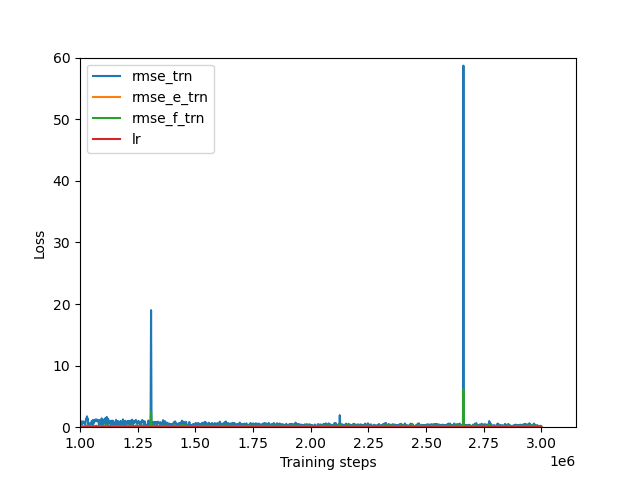 60
50
40
30
20
10
0
Loss
rmse_trn
rmse_e_trn
rmse_f_trn
lr
1.00 1.25 1.50 1.75 2.00 2.25 2.50 2.75 3.00
1e6
Training steps